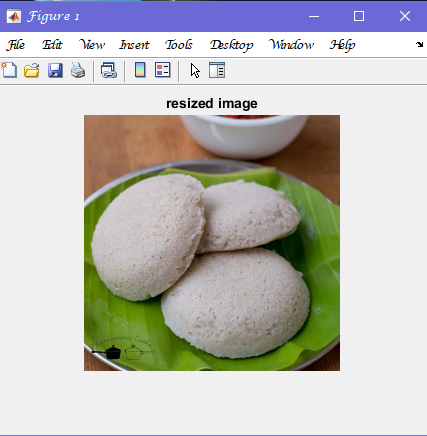 Figure 1
File Edit View Insert Tools Desktop Window Help
resized image